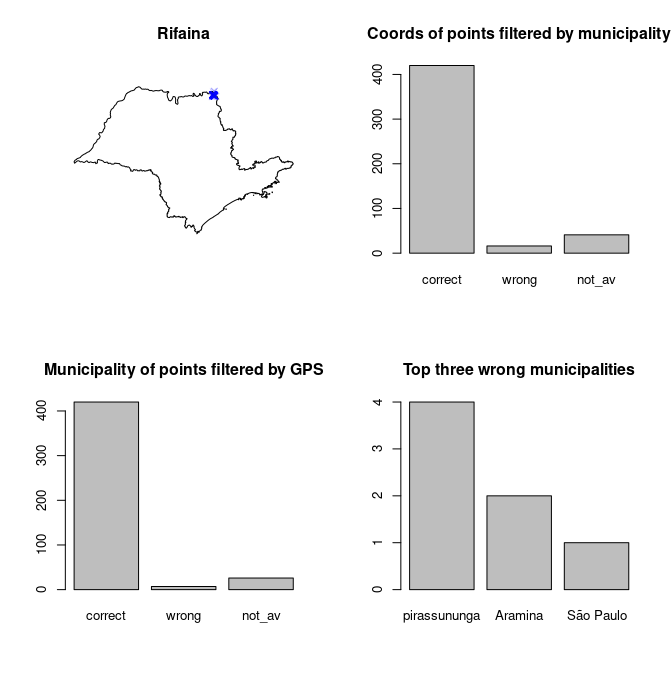 Rifaina
Coords of points filtered by municipality
400
300
200
100
0
correct wrong not_av
Municipality of points filtered by GPS
400
300
200
100
0
correct wrong not_av
Top three wrong municipalities
4
3
2
1
0
pirassununga Aramina São Paulo